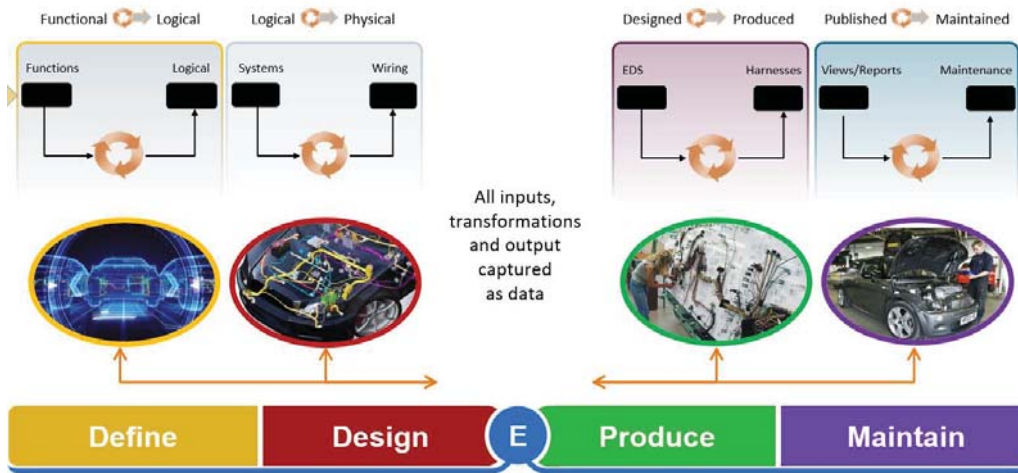 Functional Logical
Logical Physical
Designed Produced
Published Maintained
Functions Logical
Systems Wiring
EDS Harnesses
Views/Reports Maintenance
All inputs,
transformations
and output
captured
as data
Define Design E Produce Maintain